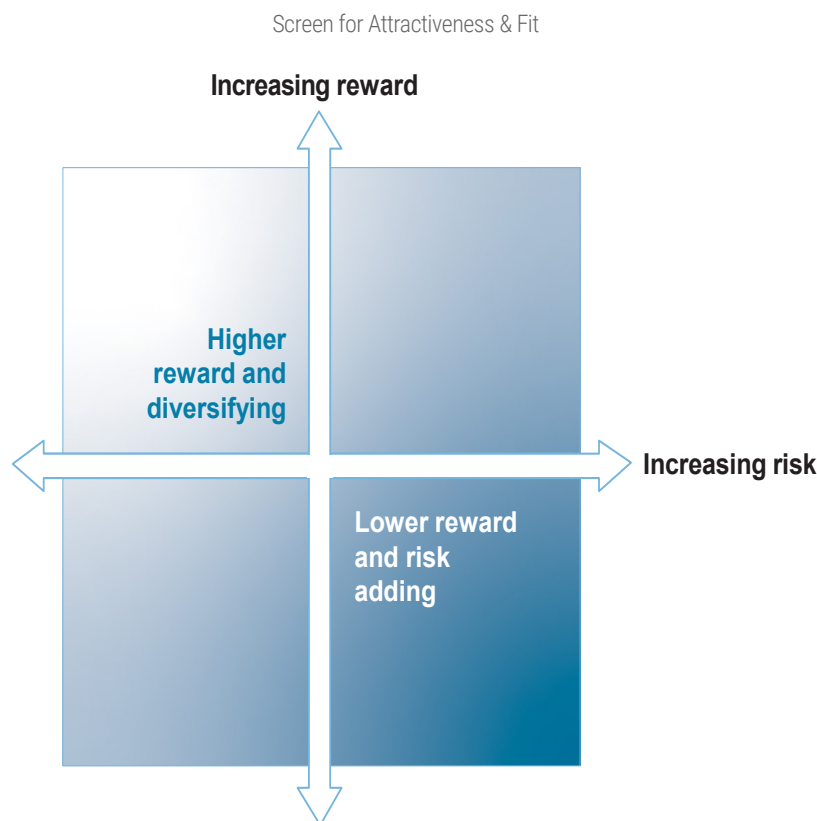 Screen for Attractiveness & Fit
Increasing reward
Higher
reward and
diversifying
Increasing risk
Lower reward
and risk
adding